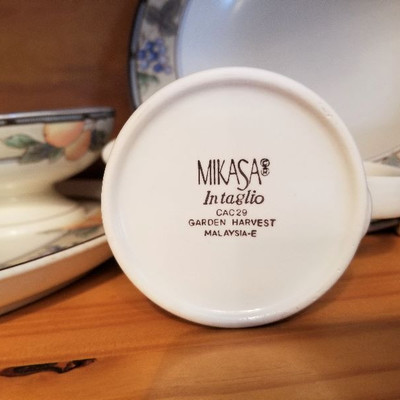 MIKASA
Intaglio
CAC29
GARDEN HARVEST
MALAYSIA-E